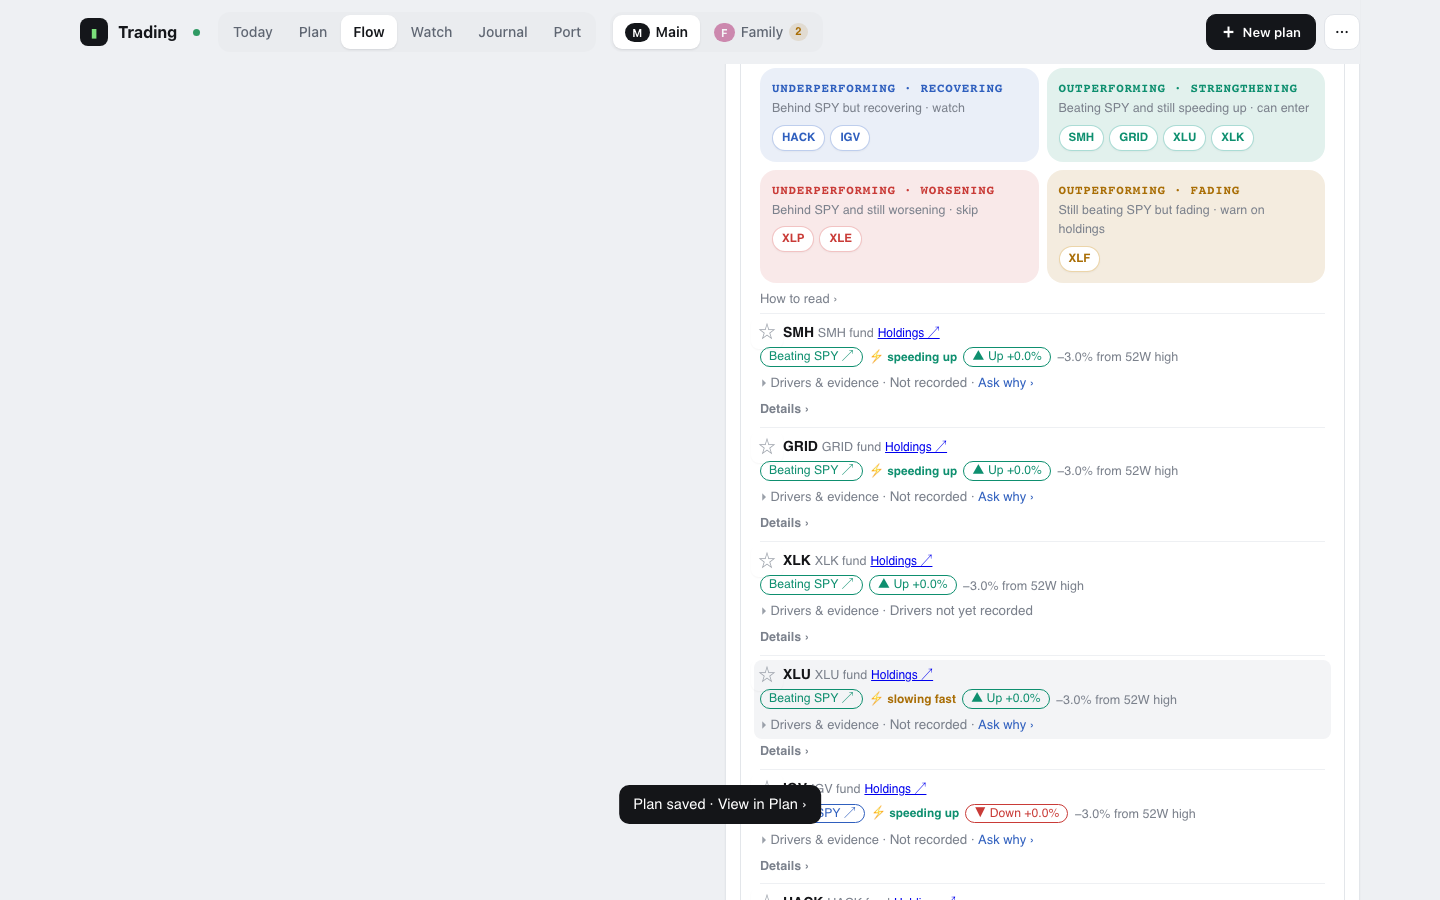 Trading
Today
Plan
Flow
Watch
Journal
Port
M Main
F Family 2
+ New plan
...
UNDERPERFORMING · RECOVERING
Behind SPY but recovering · watch
HACK IGV
OUTPERFORMING · STRENGTHENING
Beating SPY and still speeding up · can enter
SMH GRID XLU XLK
UNDERPERFORMING · WORSENING
Behind SPY and still worsening · skip
XLP XLE
OUTPERFORMING · FADING
Still beating SPY but fading · warn on
holdings
XLF
How to read ›
☆ SMH SMH fund Holdings ↗
Beating SPY ↗ ⚡ speeding up ▲ Up +0.0% −3.0% from 52W high
Drivers & evidence · Not recorded · Ask why ›
Details ›
☆ GRID GRID fund Holdings ↗
Beating SPY ↗ ⚡ speeding up ▲ Up +0.0% −3.0% from 52W high
Drivers & evidence · Not recorded · Ask why ›
Details ›
☆ XLK XLK fund Holdings ↗
Beating SPY ↗ ▲ Up +0.0% −3.0% from 52W high
Drivers & evidence · Drivers not yet recorded
Details ›
☆ XLU XLU fund Holdings ↗
Beating SPY ↗ ⚡ slowing fast ▲ Up +0.0% −3.0% from 52W high
Drivers & evidence · Not recorded · Ask why ›
Details ›
fund Holdings ↗
Plan saved · View in Plan ›
SPY ↗ ⚡ speeding up ▼ Down +0.0% −3.0% from 52W high
Drivers & evidence · Not recorded · Ask why ›
Details ›